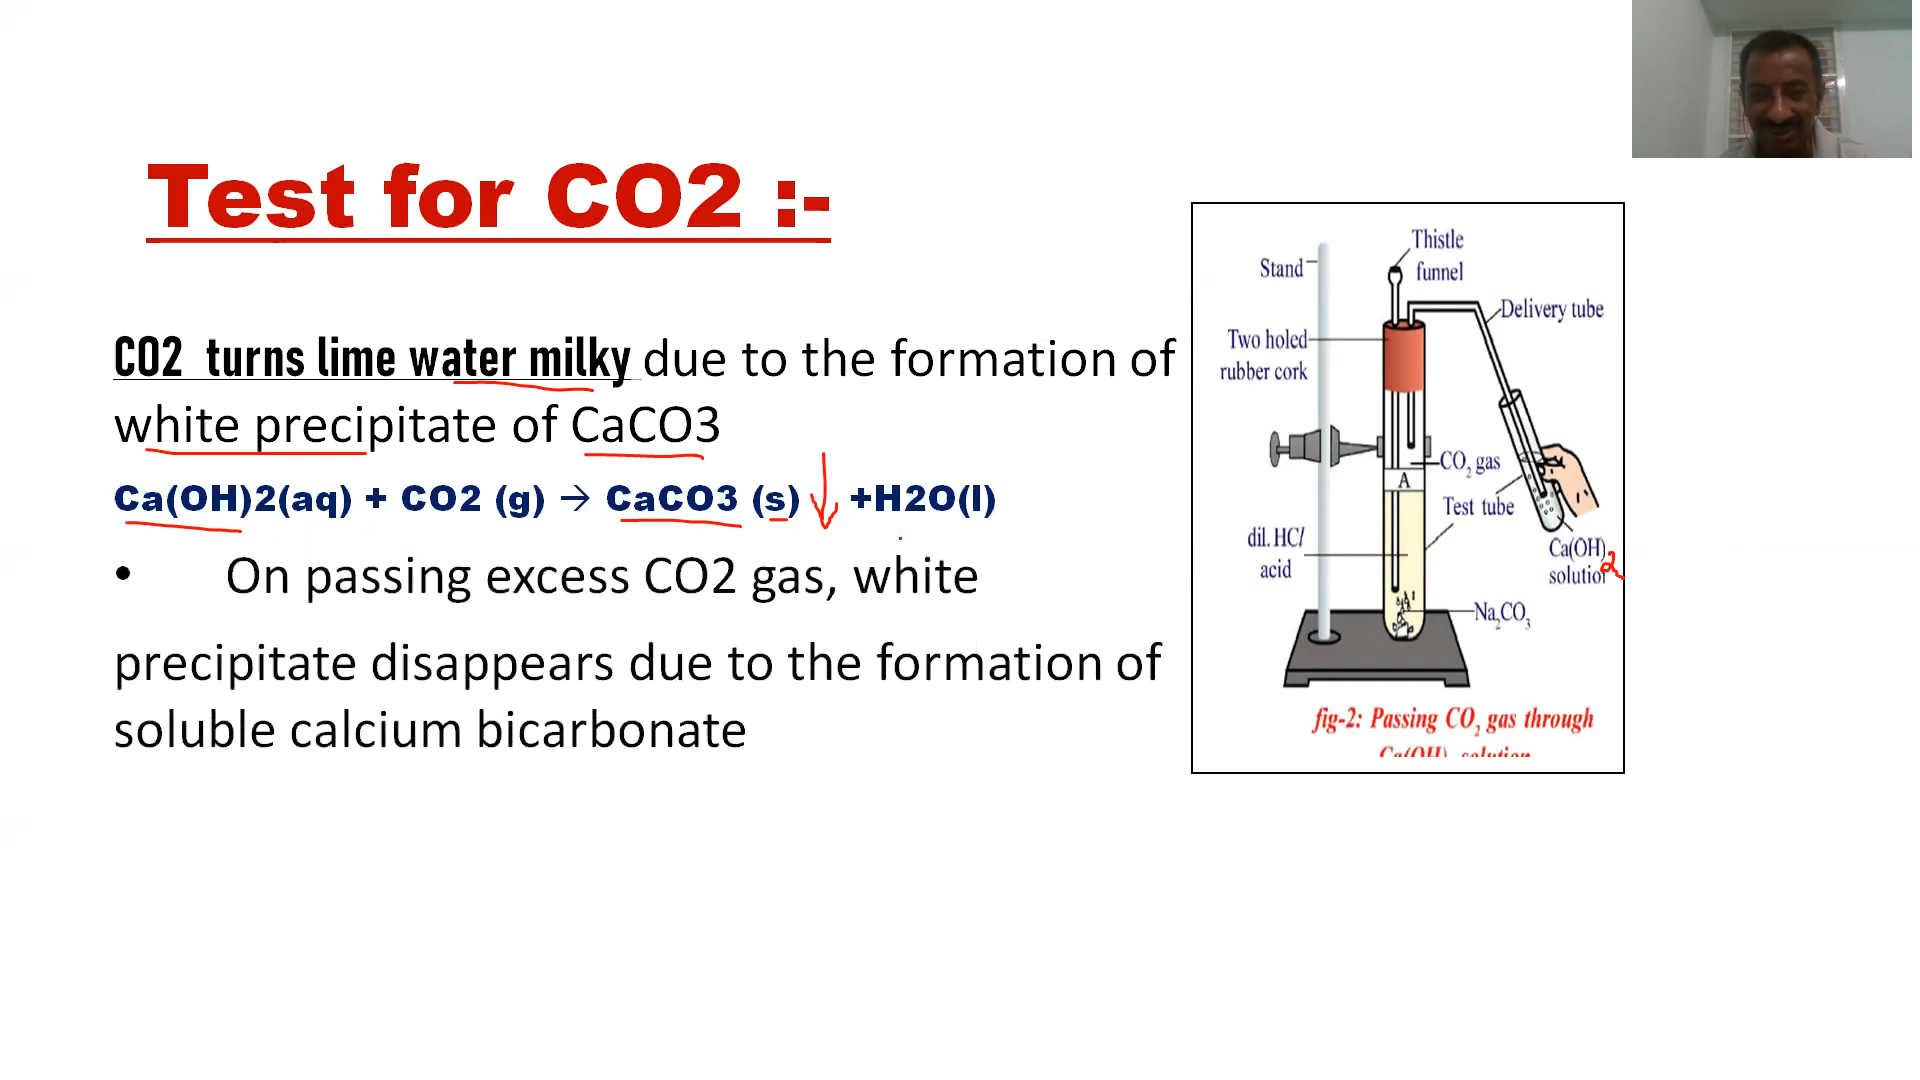 Test for CO2 :-
CO2 turns lime water milky due to the formation of
white precipitate of CaCO3
Ca(OH)2(aq) + CO2 (g) → CaCO3 (s) +H2O(l)
• On passing excess CO2 gas, white
precipitate disappears due to the formation of
soluble calcium bicarbonate
Thistle
funnel
Stand
Delivery tube
Two holed
rubber cork
CO₂ gas
A
Test tube
dil. HCl
acid
Ca(OH)2
solution
Na₂CO₃
fig-2: Passing CO₂ gas through
Ca(OH) solution